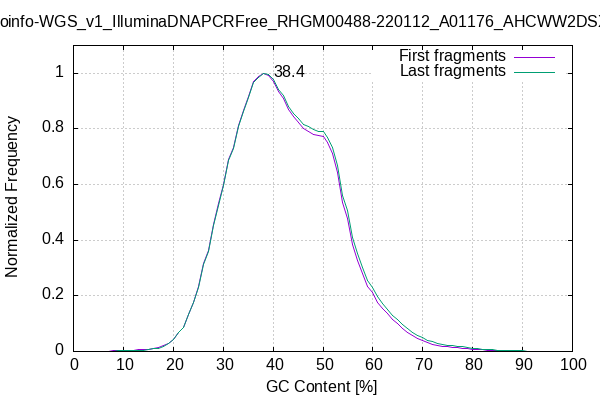 oinfo-WGS_v1_IlluminaDNAPCRFree_RHGM00488-220112_A01176_AHCWW2DSX
First fragments
Last fragments
38.4
Normalized Frequency
1
0.8
0.6
0.4
0.2
0
0 10 20 30 40 50 60 70 80 90 100
GC Content [%]